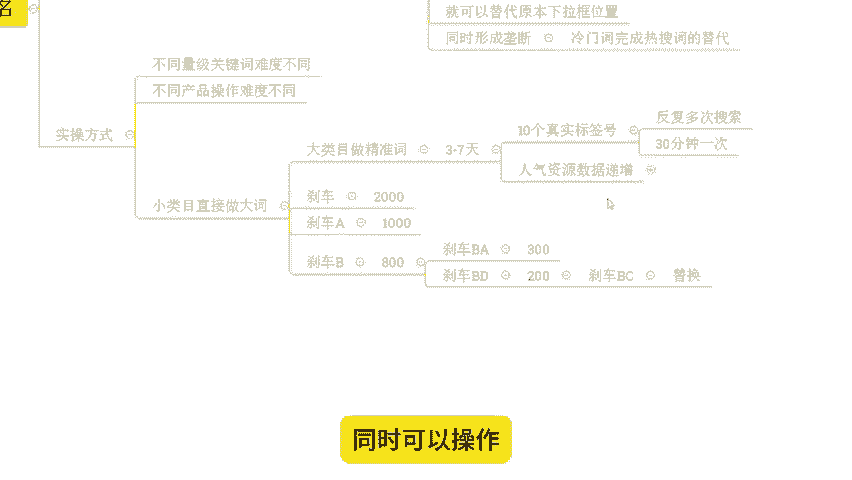 名
就可以替代原本下拉框位置
同时形成垄断 冷门词完成热搜词的替代
不同量级关键词难度不同
不同产品操作难度不同
实操方式
反复多次搜索
10个真实标签号
30分钟一次
大类目做精准词 3-7天
人气资源数据递增
刹车 2000
小类目直接做大词
刹车A 1000
刹车BA 300
刹车B 800
刹车BD 200 刹车BC 替换
同时可以操作